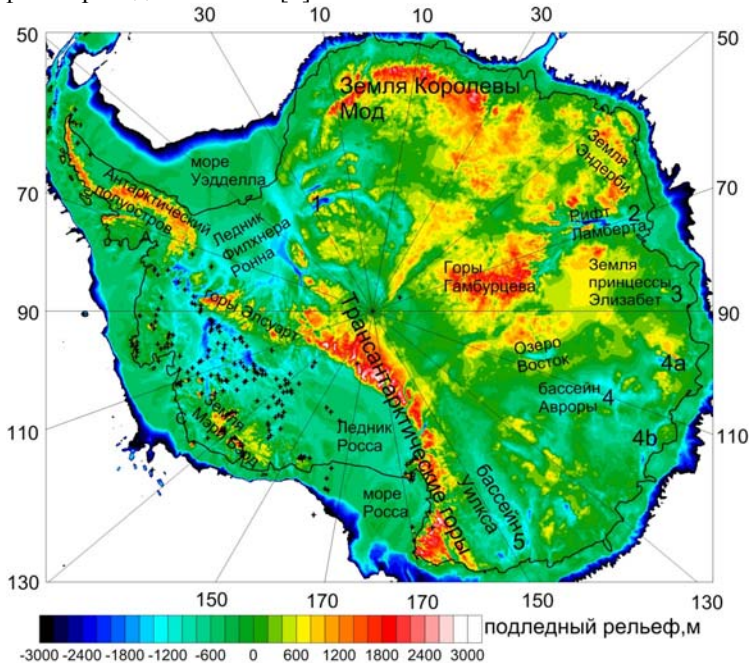 30
10
10
30
50
50
Земля Королевы
Мод
Земля
Эндерби
море
Уэдделла
Антарктический
полуостров
70
70
1
Ледник
Филхнера
Ронна
Рифт
Ламберта
2
Горы
Гамбурцева
Земля
принцессы
Элизабет
3
90
90
горы Элсуарт
Трансантарктические горы
Озеро
Восток
4a
бассейн
Авроры
4
Земля
Мэри Бэрд
Ледник
Росса
4b
110
110
море
Росса
бассейн
Уилкса
5
130
130
150
170
170
150
-3000 -2400 -1800 -1200 -600 0 600 1200 1800 2400 3000
подледный рельеф,м